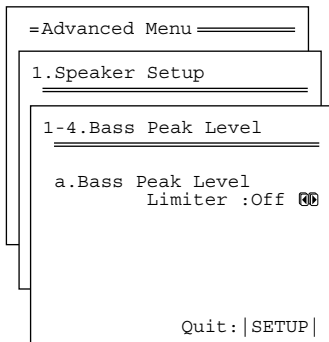 Advanced Menu
1.Speaker Setup
1-4.Bass Peak Level
a.Bass Peak Level
Limiter :Off
Quit:|SETUP|